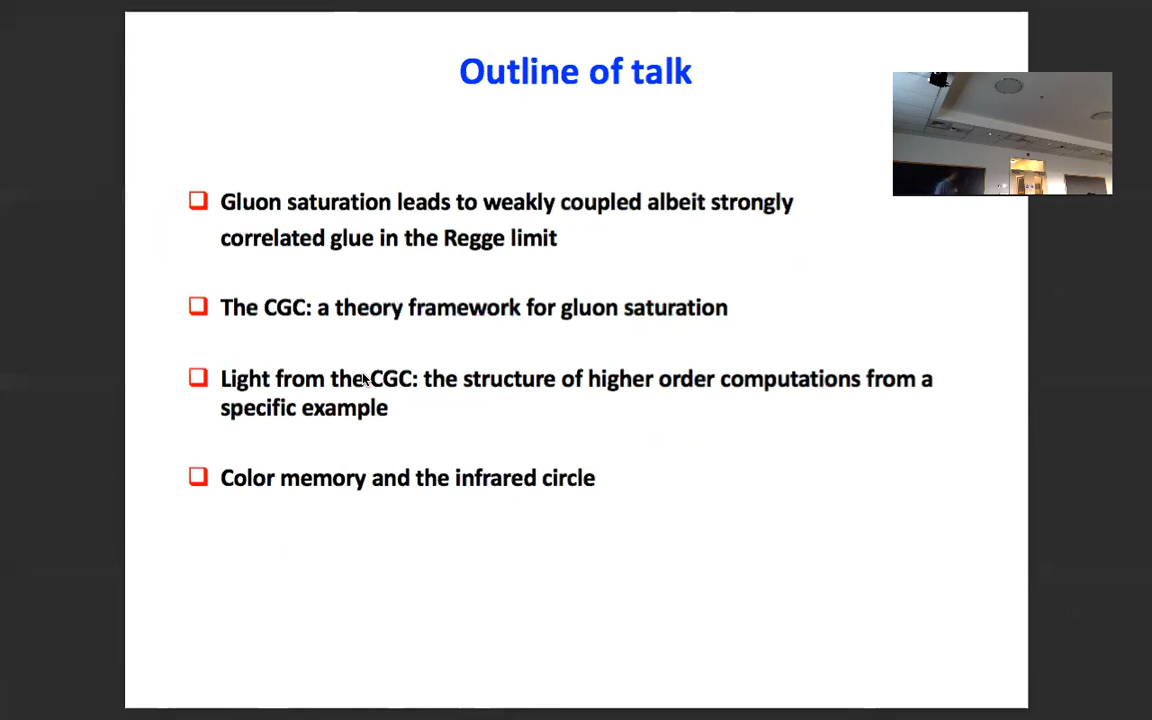 Outline of talk
Gluon saturation leads to weakly coupled albeit strongly
correlated glue in the Regge limit
The CGC: a theory framework for gluon saturation
Light from the CGC: the structure of higher order computations from a
specific example
Color memory and the infrared circle